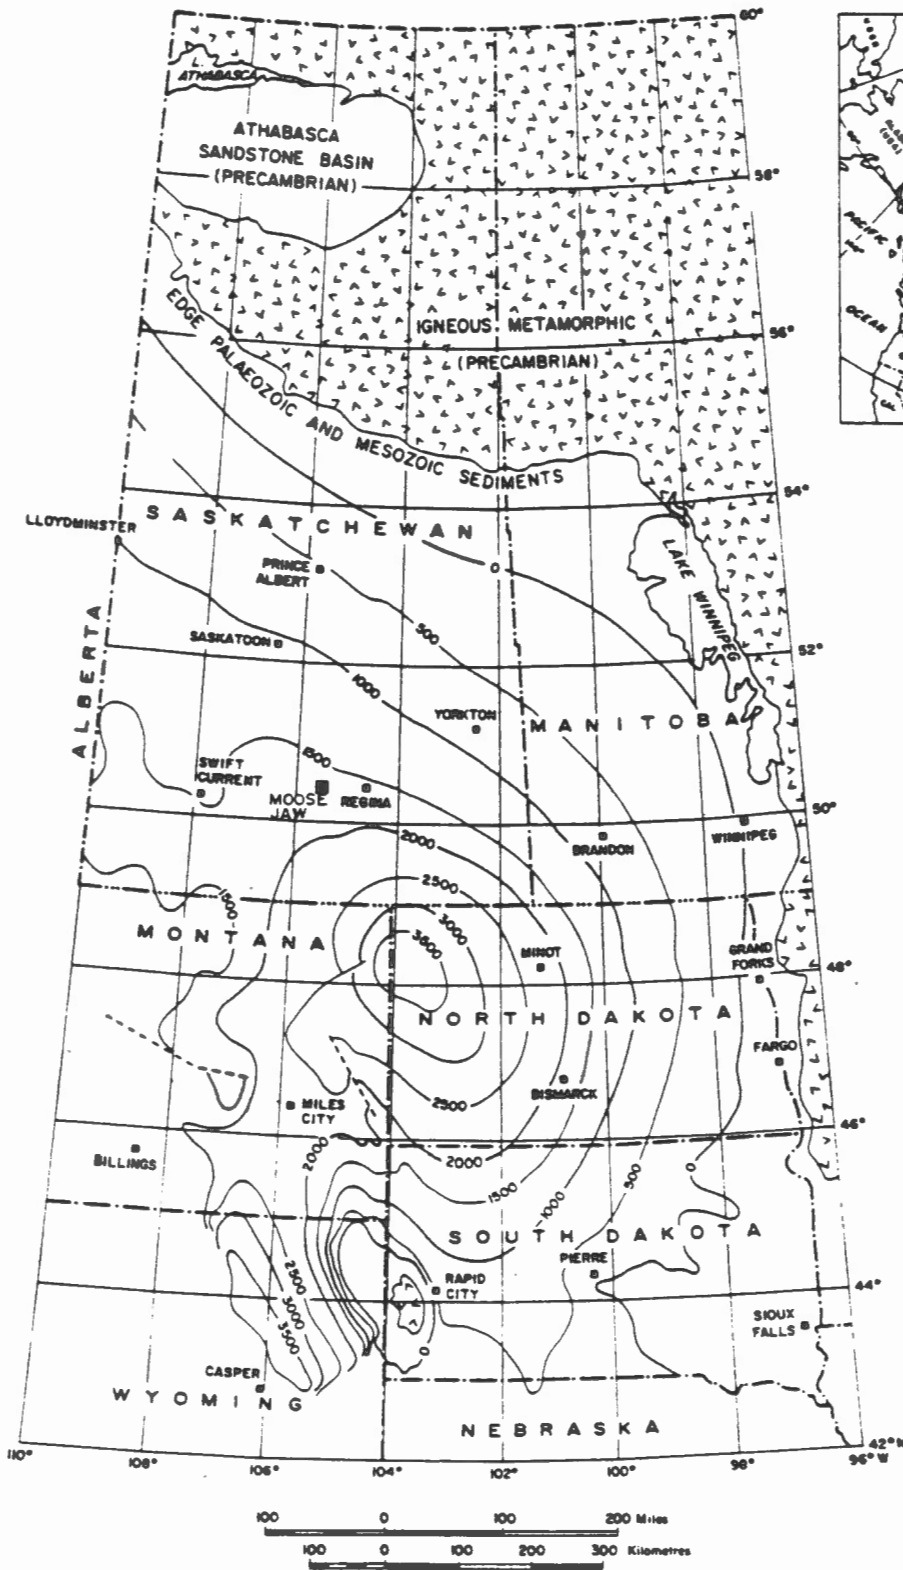 60°
ATHABASCA
ATHABASCA
SANDSTONE BASIN
(PRECAMBRIAN)
58°
PACIFIC
OCEAN
IGNEOUS METAMORPHIC
(PRECAMBRIAN)
56°
EDGE PALAEOZOIC AND MESOZOIC SEDIMENTS
54°
SASKATCHEWAN
LLOYDMINSTER
PRINCE
ALBERT
0
LAKE WINNIPEG
500
SASKATOON
52°
ALBERTA
1000
YORKTON
MANITOBA
1500
SWIFT
CURRENT
MOOSE
JAW
REGINA
50°
2000
BRANDON
WINNIPEG
2500
1500
3000
MONTANA
3500
MINOT
GRAND
FORKS
48°
NORTH DAKOTA
FARGO
2500
BISMARCK
MILES
CITY
46°
BILLINGS
2000
2000
1500
1000
500
0
SOUTH DAKOTA
PIERRE
2500
3000
3500
RAPID
CITY
44°
0
SIOUX
FALLS
CASPER
WYOMING
NEBRASKA
42°
110°
108°
106°
104°
102°
100°
98°
96° W
100 0 100 200 Miles
100 0 100 200 300 Kilometres